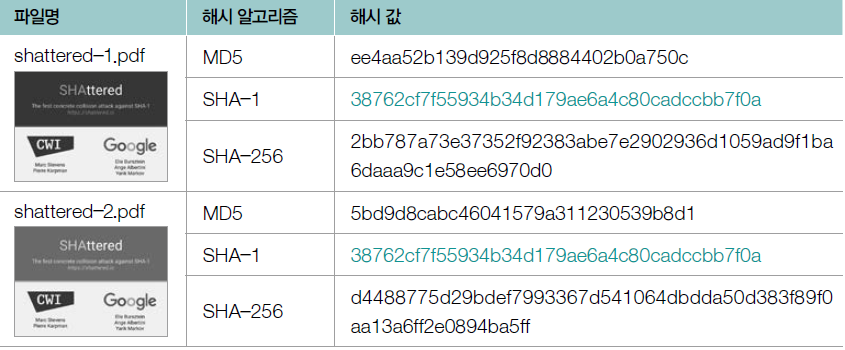 파일명 해시 알고리즘 해시 값
shattered-1.pdf
MD5 ee4aa52b139d925f8d8884402b0a750c
SHAttered
The first concrete collision attack against SHA-1
https://shattered.io
CWI Google
Marc Stevens
Pierre Karpman
Elie Bursztein
Ange Albertini
Yarik Markov
SHA-1 38762cf7f55934b34d179ae6a4c80cadccbb7f0a
SHA-256 2bb787a73e37352f92383abe7e2902936d1059ad9f1ba
6daaa9c1e58ee6970d0
shattered-2.pdf
MD5 5bd9d8cabc46041579a311230539b8d1
SHAttered
The first concrete collision attack against SHA-1
https://shattered.io
CWI Google
Marc Stevens
Pierre Karpman
Elie Bursztein
Ange Albertini
Yarik Markov
SHA-1 38762cf7f55934b34d179ae6a4c80cadccbb7f0a
SHA-256 d4488775d29bdef7993367d541064dbdda50d383f89f0
aa13a6ff2e0894ba5ff